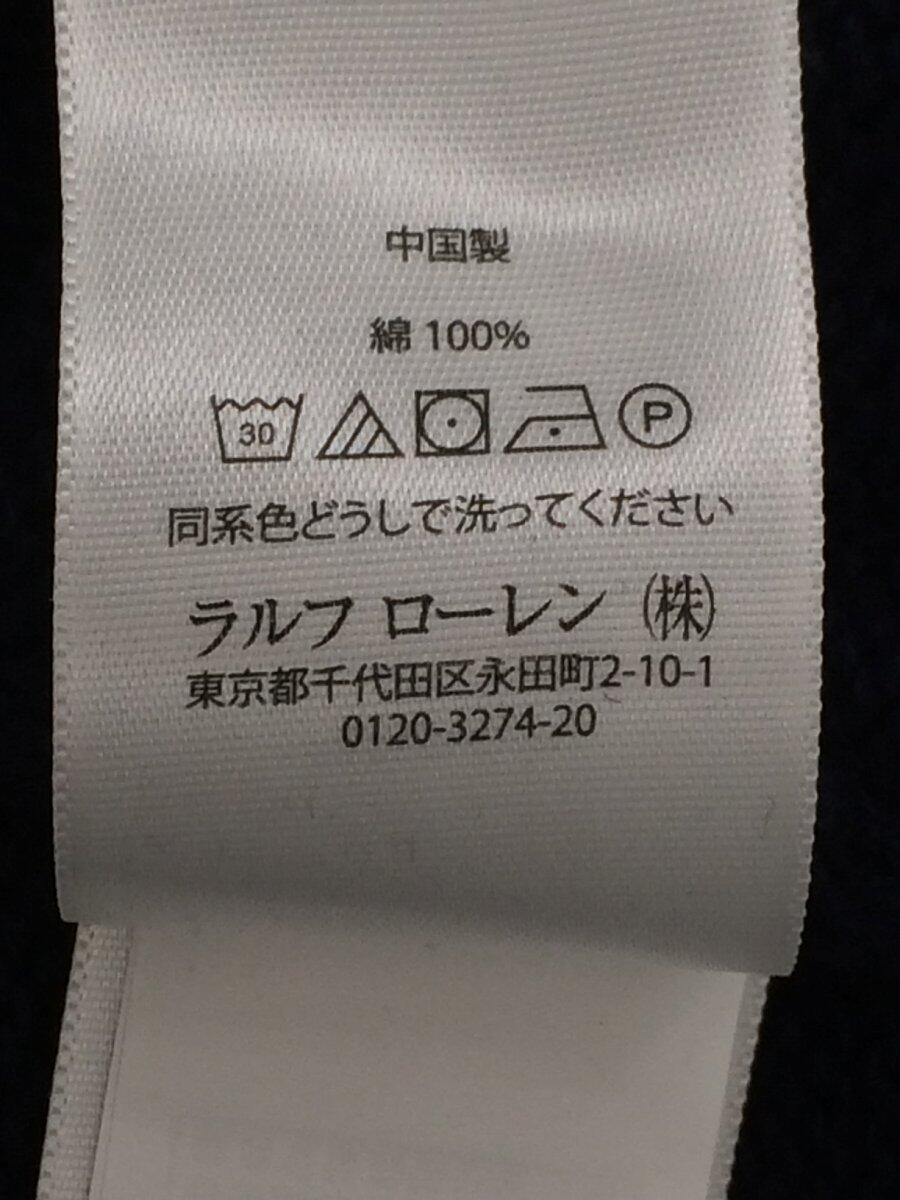 中国製
綿 100%
30 P
同系色どうしで洗ってください
ラルフ ローレン ㈱
東京都千代田区永田町2-10-1
0120-3274-20